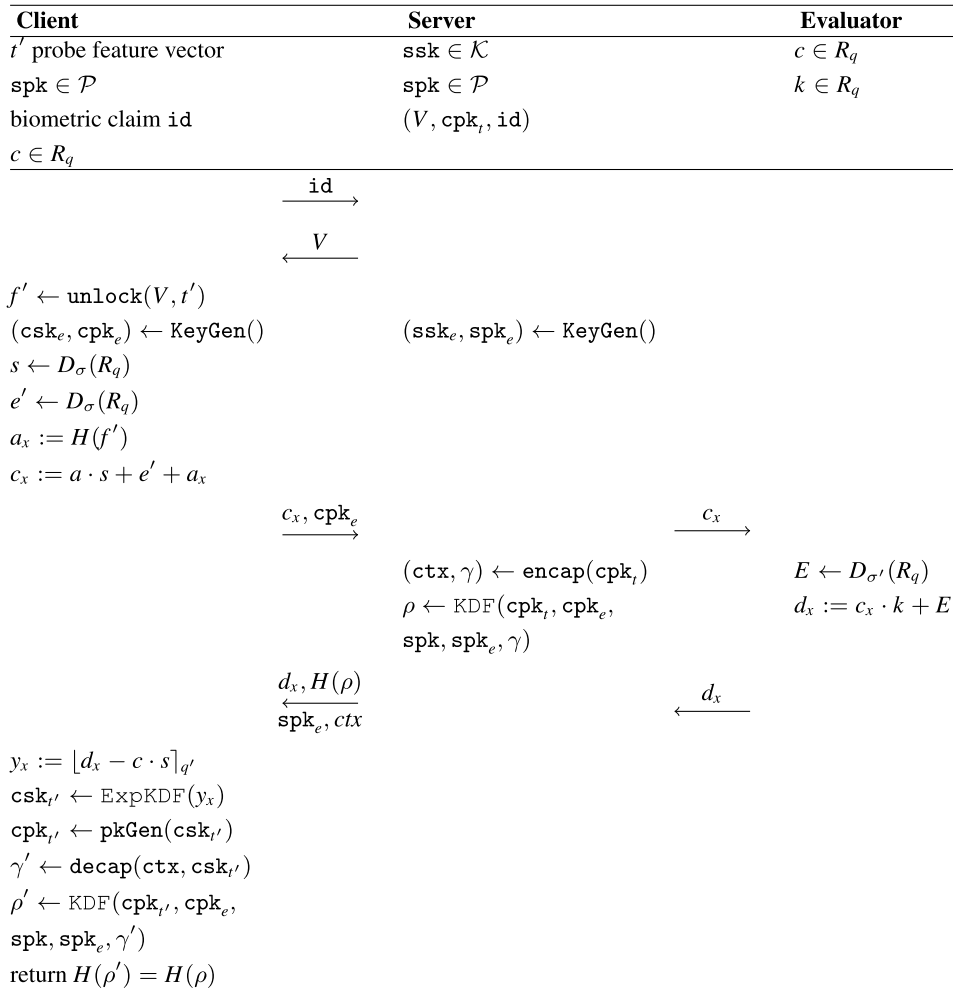 Client Server Evaluator
t′ probe feature vector ssk ∈ 𝒦 c ∈ R_q
spk ∈ 𝒫 spk ∈ 𝒫 k ∈ R_q
biometric claim id (V, cpk_t, id)
c ∈ R_q
id
V
f′ ← unlock(V, t′)
(csk_e, cpk_e) ← KeyGen() (ssk_e, spk_e) ← KeyGen()
s ← D_σ(R_q)
e′ ← D_σ(R_q)
a_x := H(f′)
c_x := a · s + e′ + a_x
c_x, cpk_e c_x
(ctx, γ) ← encap(cpk_t) E ← D_σ′(R_q)
ρ ← KDF(cpk_t, cpk_e, d_x := c_x · k + E
spk, spk_e, γ)
d_x, H(ρ) d_x
spk_e, ctx
y_x := ⌊d_x − c · s⌉_q′
csk_t′ ← ExpKDF(y_x)
cpk_t′ ← pkGen(csk_t′)
γ′ ← decap(ctx, csk_t′)
ρ′ ← KDF(cpk_t′, cpk_e,
spk, spk_e, γ′)
return H(ρ′) = H(ρ)